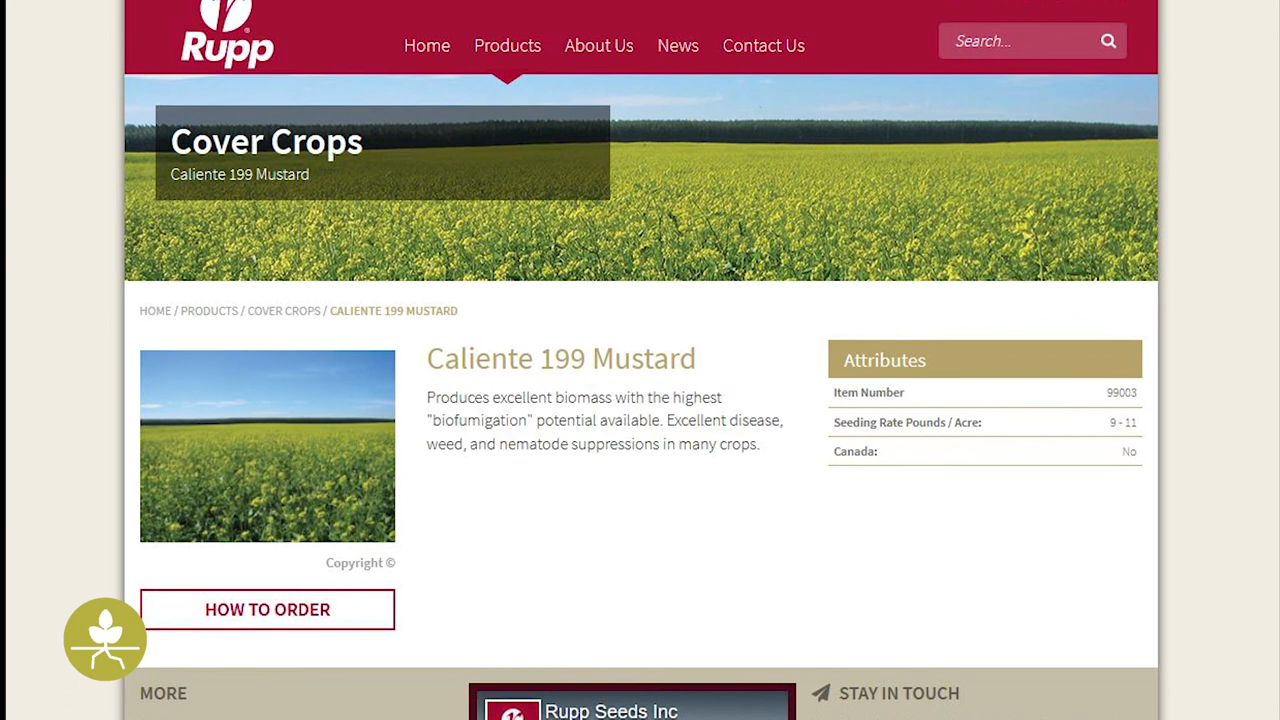 Rupp
Home Products About Us News Contact Us
Search...
Cover Crops
Caliente 199 Mustard
HOME / PRODUCTS / COVER CROPS / CALIENTE 199 MUSTARD
Caliente 199 Mustard
Produces excellent biomass with the highest
"biofumigation" potential available. Excellent disease,
weed, and nematode suppressions in many crops.
Attributes
Item Number 99003
Seeding Rate Pounds / Acre: 9 - 11
Canada: No
Copyright ©
HOW TO ORDER
MORE
Rupp Seeds Inc
STAY IN TOUCH